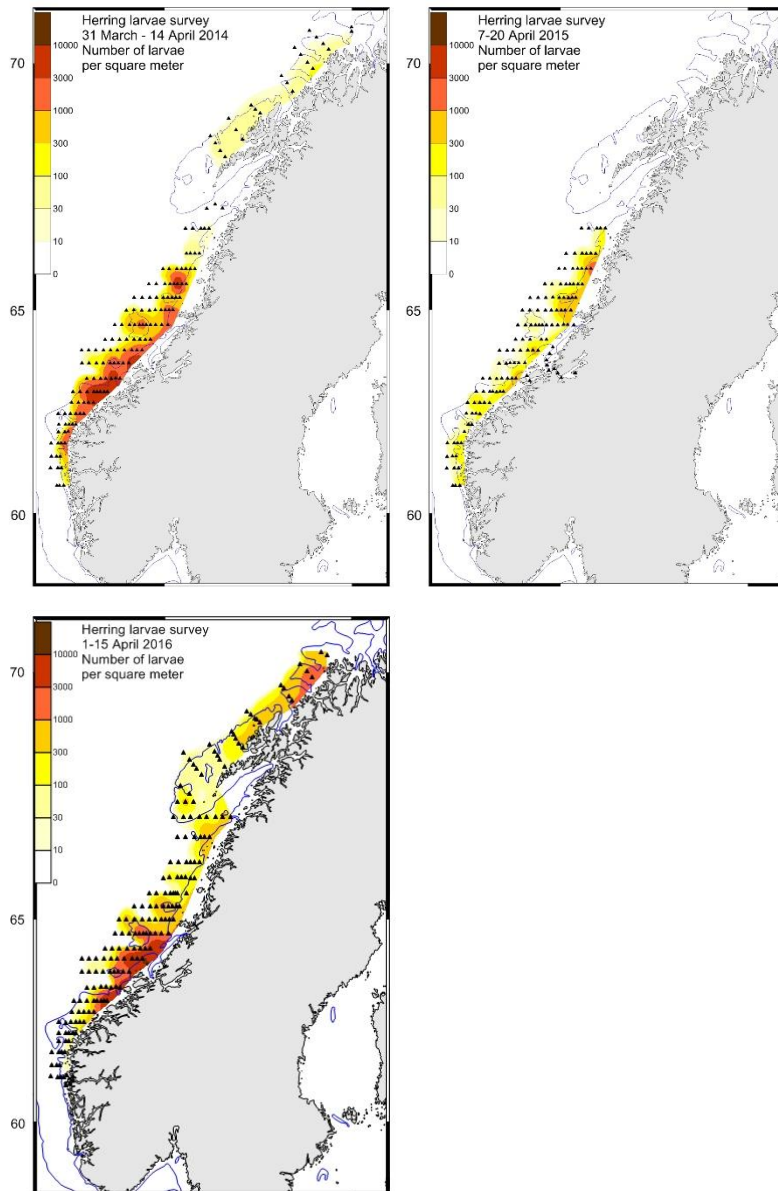 Herring larvae survey
31 March - 14 April 2014
Number of larvae
per square meter
10000
3000
1000
300
100
30
10
0
70
65
60
Herring larvae survey
7-20 April 2015
Number of larvae
per square meter
10000
3000
1000
300
100
30
10
0
70
65
60
Herring larvae survey
1-15 April 2016
Number of larvae
per square meter
10000
3000
1000
300
100
30
10
0
70
65
60